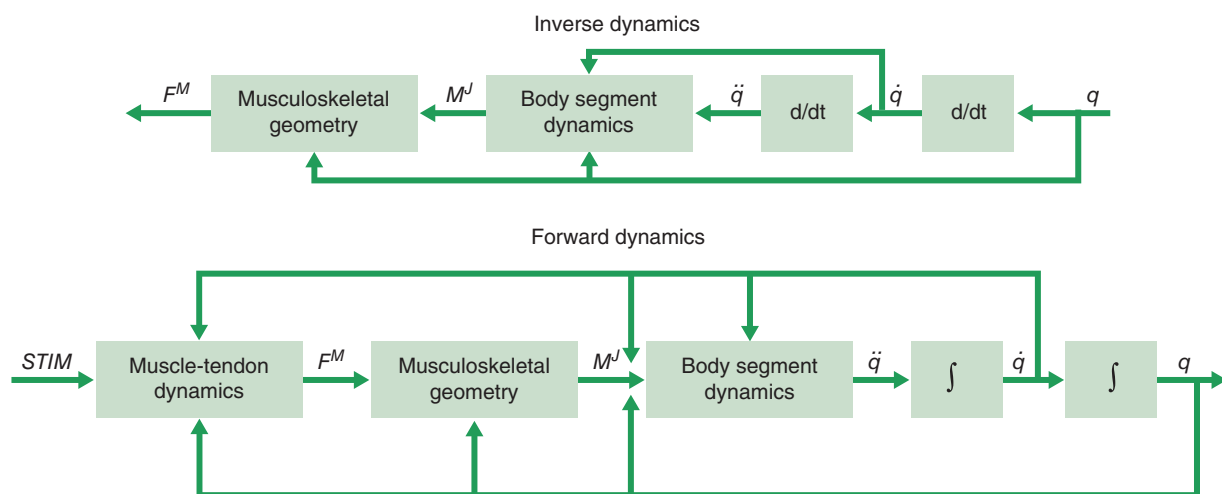 Inverse dynamics
F^M
Musculoskeletal
geometry
M^J
Body segment
dynamics
q̈
d/dt
q̇
d/dt
q
Forward dynamics
STIM
Muscle-tendon
dynamics
F^M
Musculoskeletal
geometry
M^J
Body segment
dynamics
q̈
∫
q̇
∫
q